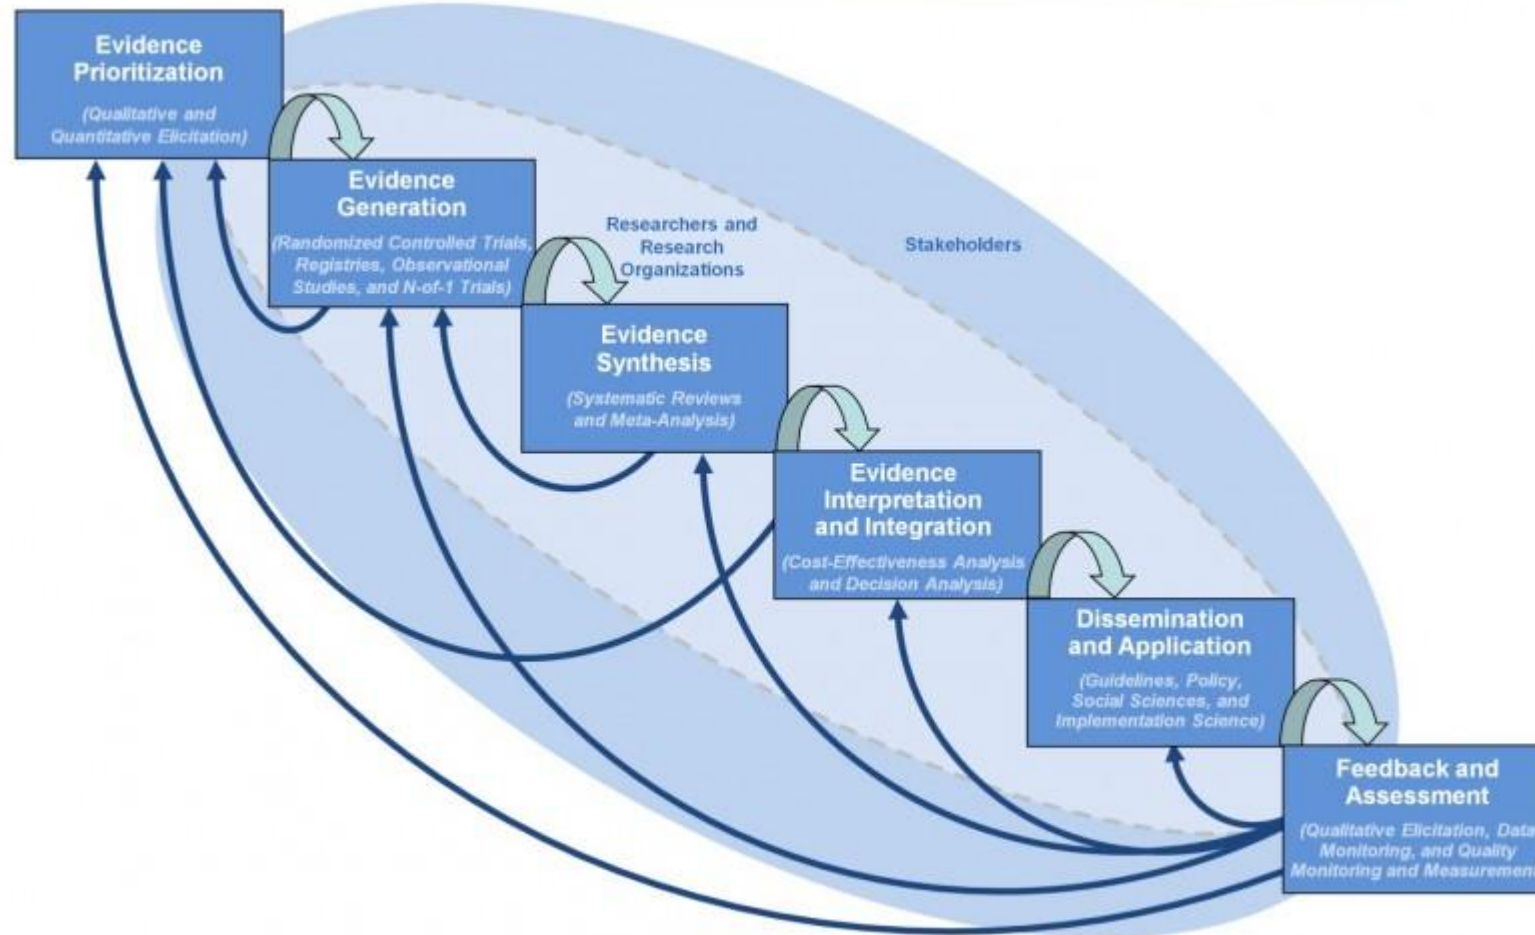 Evidence
Prioritization
(Qualitative and
Quantitative Elicitation)
Evidence
Generation
(Randomized Controlled Trials,
Registries, Observational
Studies, and N-of-1 Trials)
Researchers and
Research
Organizations
Stakeholders
Evidence
Synthesis
(Systematic Reviews
and Meta-Analysis)
Evidence
Interpretation
and Integration
(Cost-Effectiveness Analysis
and Decision Analysis)
Dissemination
and Application
(Guidelines, Policy,
Social Sciences, and
Implementation Science)
Feedback and
Assessment
(Qualitative Elicitation, Data
Monitoring, and Quality
Monitoring and Measurement